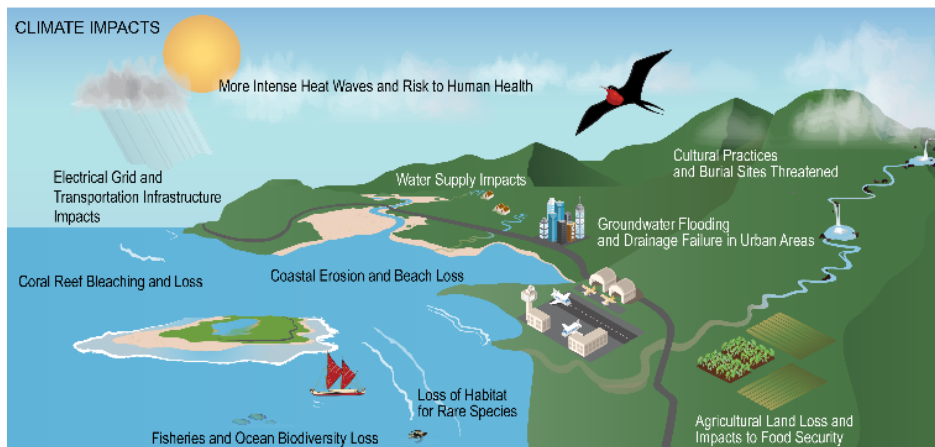 CLIMATE IMPACTS
More Intense Heat Waves and Risk to Human Health
Cultural Practices
and Burial Sites Threatened
Electrical Grid and
Transportation Infrastructure
Impacts
Water Supply Impacts
Groundwater Flooding
and Drainage Failure in Urban Areas
Coral Reef Bleaching and Loss
Coastal Erosion and Beach Loss
Loss of Habitat
for Rare Species
Agricultural Land Loss and
Impacts to Food Security
Fisheries and Ocean Biodiversity Loss